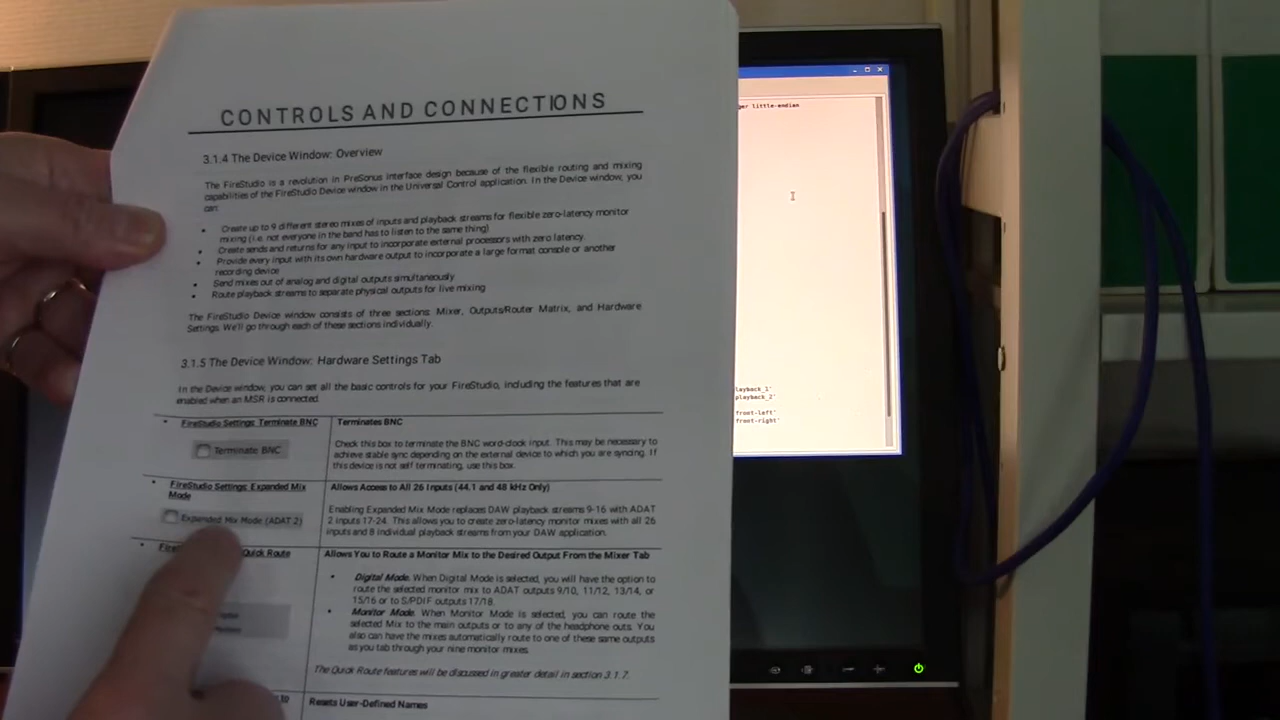 CONTROLS AND CONNECTIONS
3.1.4 The Device Window: Overview
The FireStudio is a revolution in PreSonus interface design because of the flexible routing and mixing
capabilities of the FireStudio Device window in the Universal Control application. In the Device window, you
can:
• Create up to 9 different stereo mixes of inputs and playback streams for flexible zero-latency monitor
mixing (i.e. not everyone in the band has to listen to the same thing)
• Create sends and returns for any input to incorporate external processors with zero latency.
• Provide every input with its own hardware output to incorporate a large format console or another
recording device
• Send mixes out of analog and digital outputs simultaneously
• Route playback streams to separate physical outputs for live mixing
The FireStudio Device window consists of three sections: Mixer, Outputs/Router Matrix, and Hardware
Settings. We'll go through each of these sections individually.
3.1.5 The Device Window: Hardware Settings Tab
In the Device window, you can set all the basic controls for your FireStudio, including the features that are
enabled when an MSR is connected.
• FireStudio Settings: Terminate BNC
Terminate BNC
Terminates BNC
Check this box to terminate the BNC word-clock input. This may be necessary to
achieve stable sync depending on the external device to which you are syncing. If
this device is not self terminating, use this box.
• FireStudio Settings: Expanded Mix
Mode
Expanded Mix Mode (ADAT 2)
Allows Access to All 26 Inputs (44.1 and 48 kHz Only)
Enabling Expanded Mix Mode replaces DAW playback streams 9-16 with ADAT
2 inputs 17-24. This allows you to create zero-latency monitor mixes with all 26
inputs and 8 individual playback streams from your DAW application.
• Quick Route
Allows You to Route a Monitor Mix to the Desired Output From the Mixer Tab
• Digital Mode. When Digital Mode is selected, you will have the option to
route the selected monitor mix to ADAT outputs 9/10, 11/12, 13/14, or
15/16 or to S/PDIF outputs 17/18.
• Monitor Mode. When Monitor Mode is selected, you can route the
selected Mix to the main outputs or to any of the headphone outs. You
also can have the mixes automatically route to one of these same outputs
as you tab through your nine monitor mixes.
The Quick Route features will be discussed in greater detail in section 3.1.7.
to
Resets User-Defined Names
ger little-endian
layback_1'
playback_2'
front-left'
front-right'